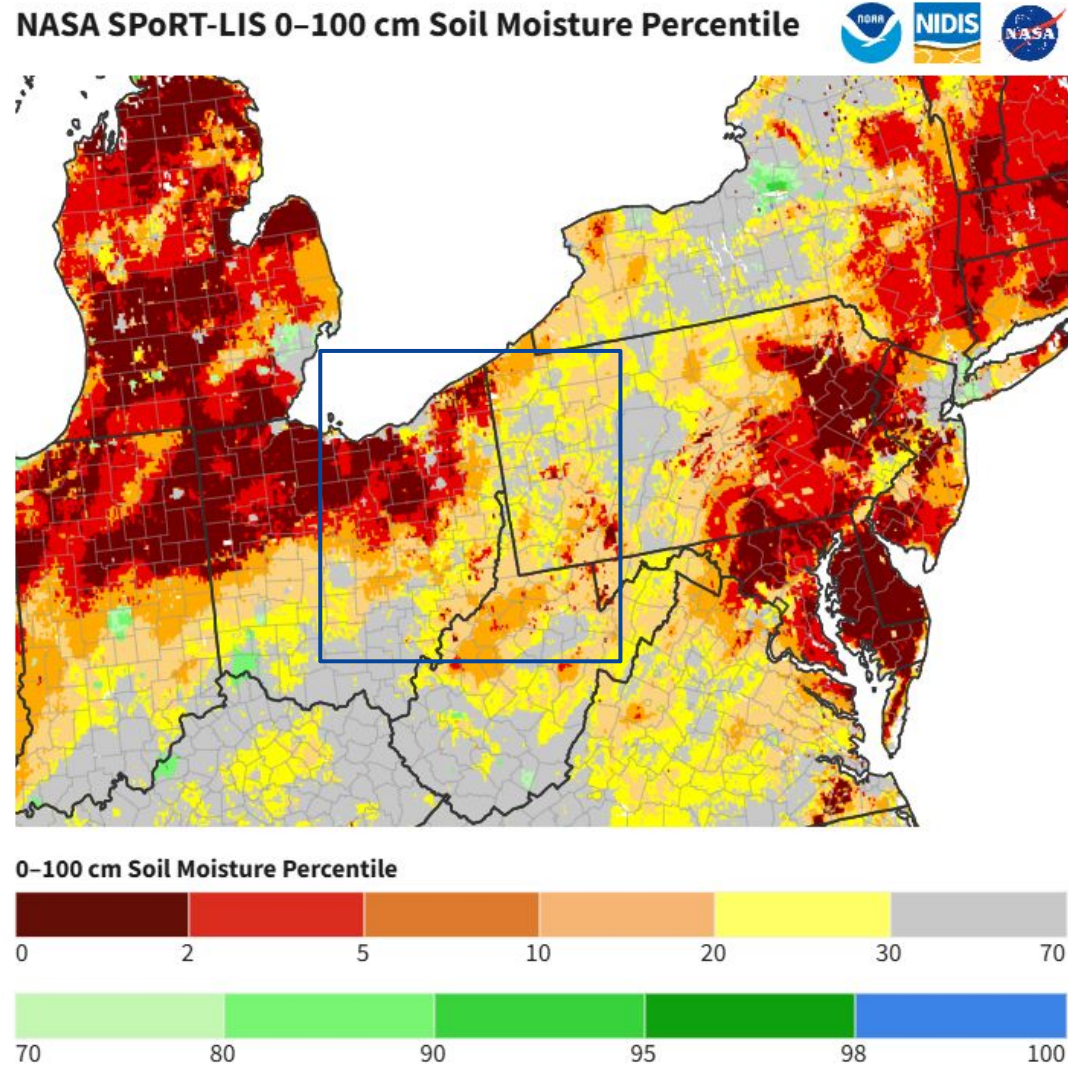 NASA SPoRT-LIS 0–100 cm Soil Moisture Percentile
NOAA
NIDIS
NASA
0–100 cm Soil Moisture Percentile
0 2 5 10 20 30 70
70 80 90 95 98 100